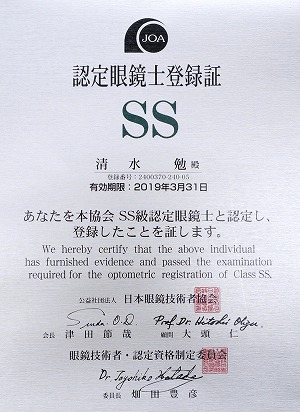 JOA
認定眼鏡士登録証
SS
清水 勉 殿
登録番号:2400370-240-05
有効期限:2019年3月31日
あなたを本協会 SS級認定眼鏡士と認定し、
登録したことを証します。
We hereby certify that the above individual
has furnished evidence and passed the examination
required for the optometric registration of Class SS.
公益社団法人 日本眼鏡技術者協会
会長 津田節哉 顧問 大頭 仁
眼鏡技術者・認定資格制定委員会
委員長 畑田豊彦